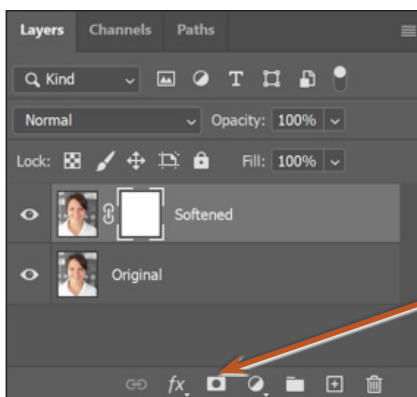 Layers Channels Paths
Kind
Normal Opacity: 100%
Lock: Fill: 100%
Softened
Original
fx